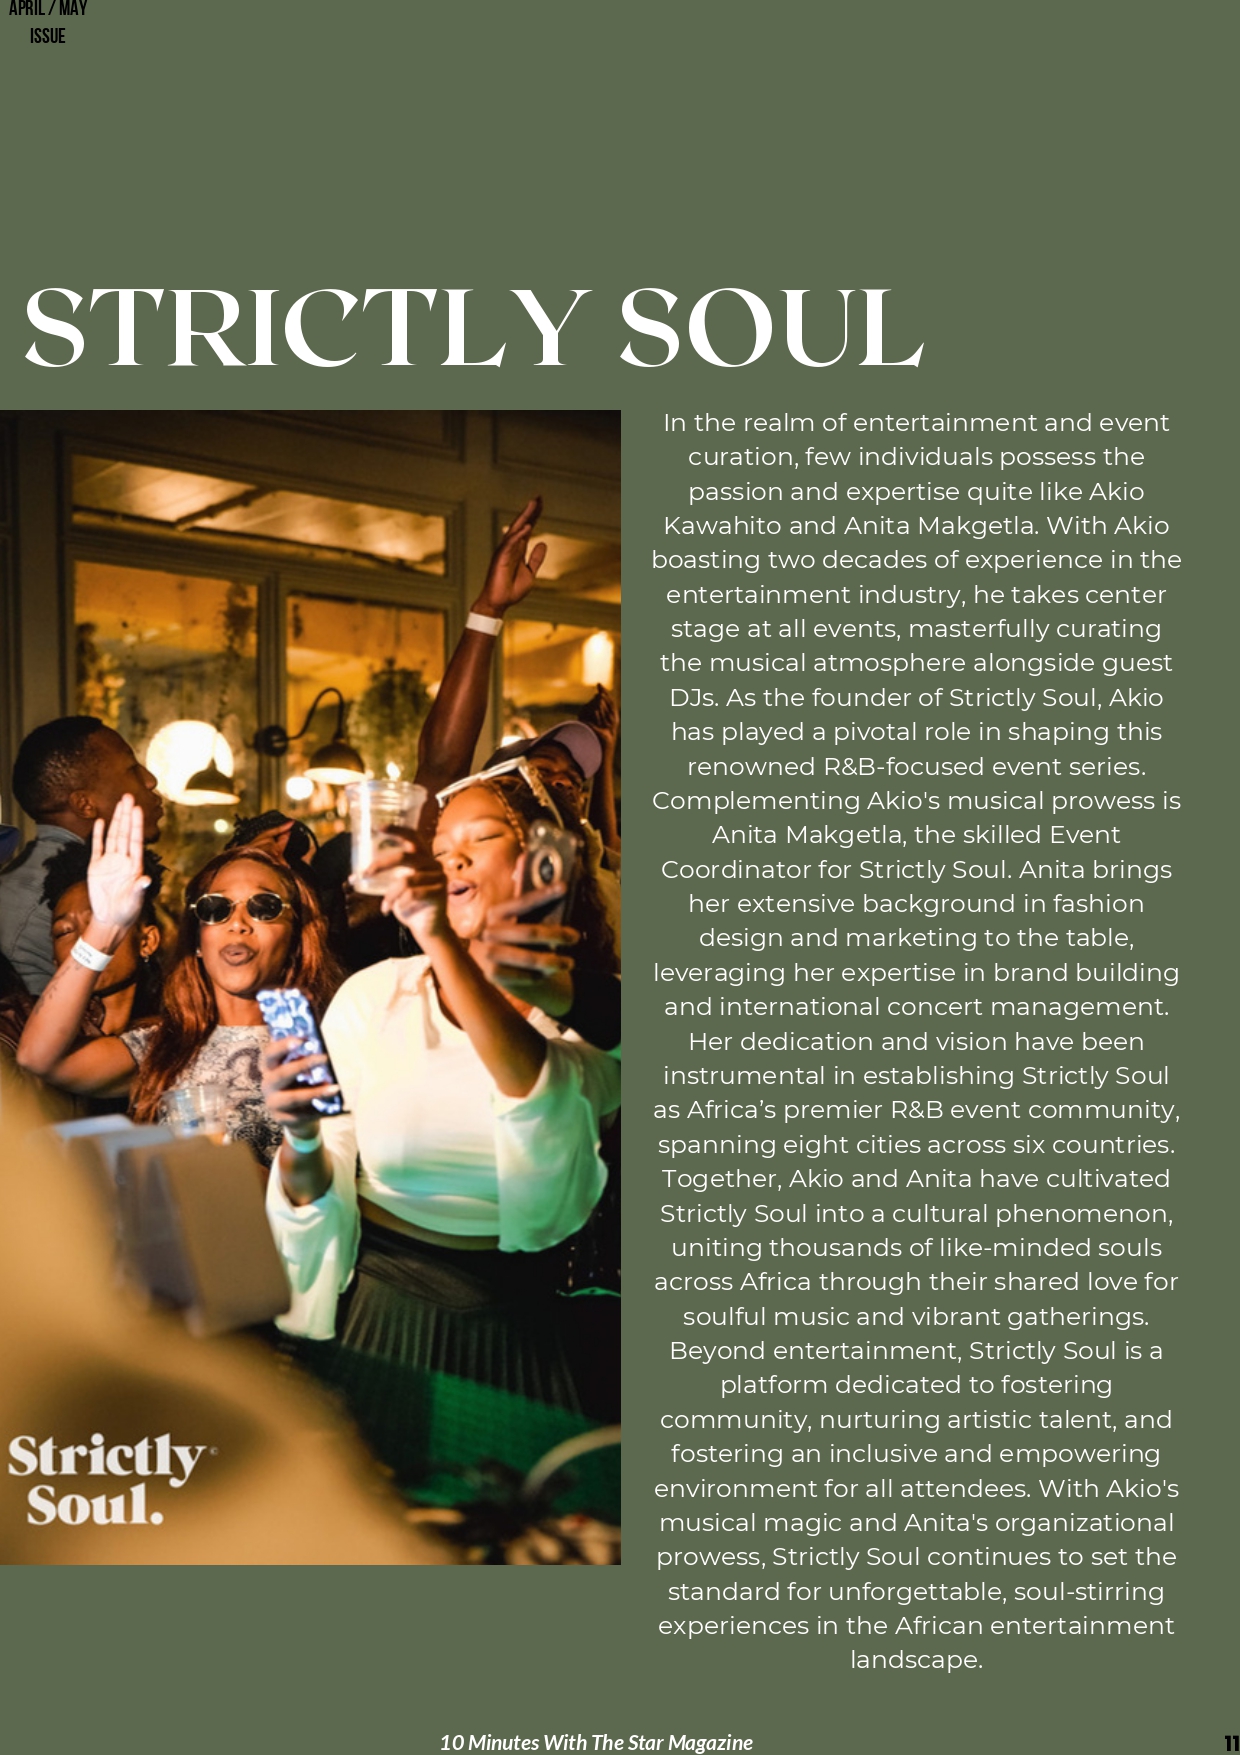 APRIL / MAY
ISSUE
STRICTLY SOUL
In the realm of entertainment and event
curation, few individuals possess the
passion and expertise quite like Akio
Kawahito and Anita Makgetla. With Akio
boasting two decades of experience in the
entertainment industry, he takes center
stage at all events, masterfully curating
the musical atmosphere alongside guest
DJs. As the founder of Strictly Soul, Akio
has played a pivotal role in shaping this
renowned R&B-focused event series.
Complementing Akio's musical prowess is
Anita Makgetla, the skilled Event
Coordinator for Strictly Soul. Anita brings
her extensive background in fashion
design and marketing to the table,
leveraging her expertise in brand building
and international concert management.
Her dedication and vision have been
instrumental in establishing Strictly Soul
as Africa’s premier R&B event community,
spanning eight cities across six countries.
Together, Akio and Anita have cultivated
Strictly Soul into a cultural phenomenon,
uniting thousands of like-minded souls
across Africa through their shared love for
soulful music and vibrant gatherings.
Beyond entertainment, Strictly Soul is a
platform dedicated to fostering
community, nurturing artistic talent, and
fostering an inclusive and empowering
environment for all attendees. With Akio's
musical magic and Anita's organizational
prowess, Strictly Soul continues to set the
standard for unforgettable, soul-stirring
experiences in the African entertainment
landscape.
Strictly
Soul.
10 Minutes With The Star Magazine
11